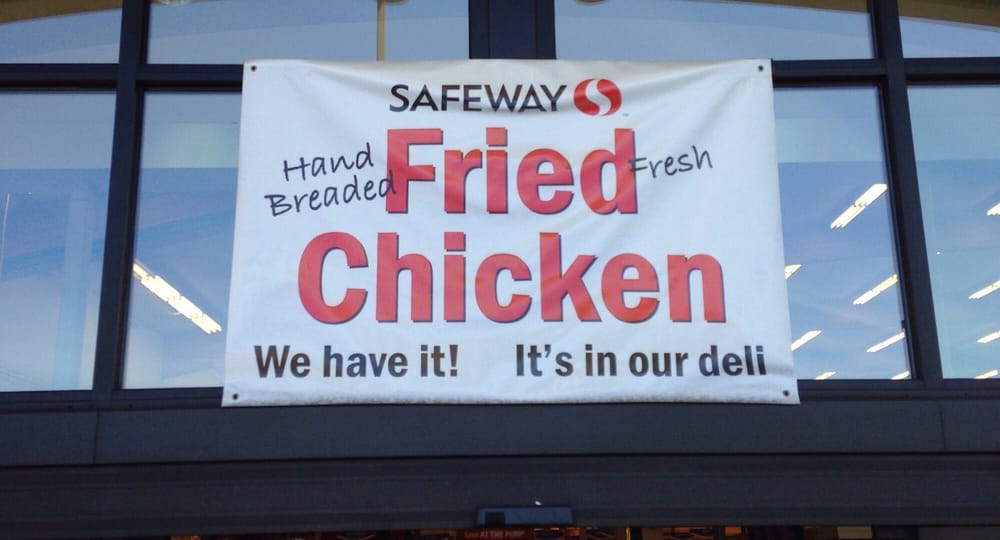 SAFEWAY
Hand
Breaded
Fried
Fresh
Chicken
We have it! It's in our deli